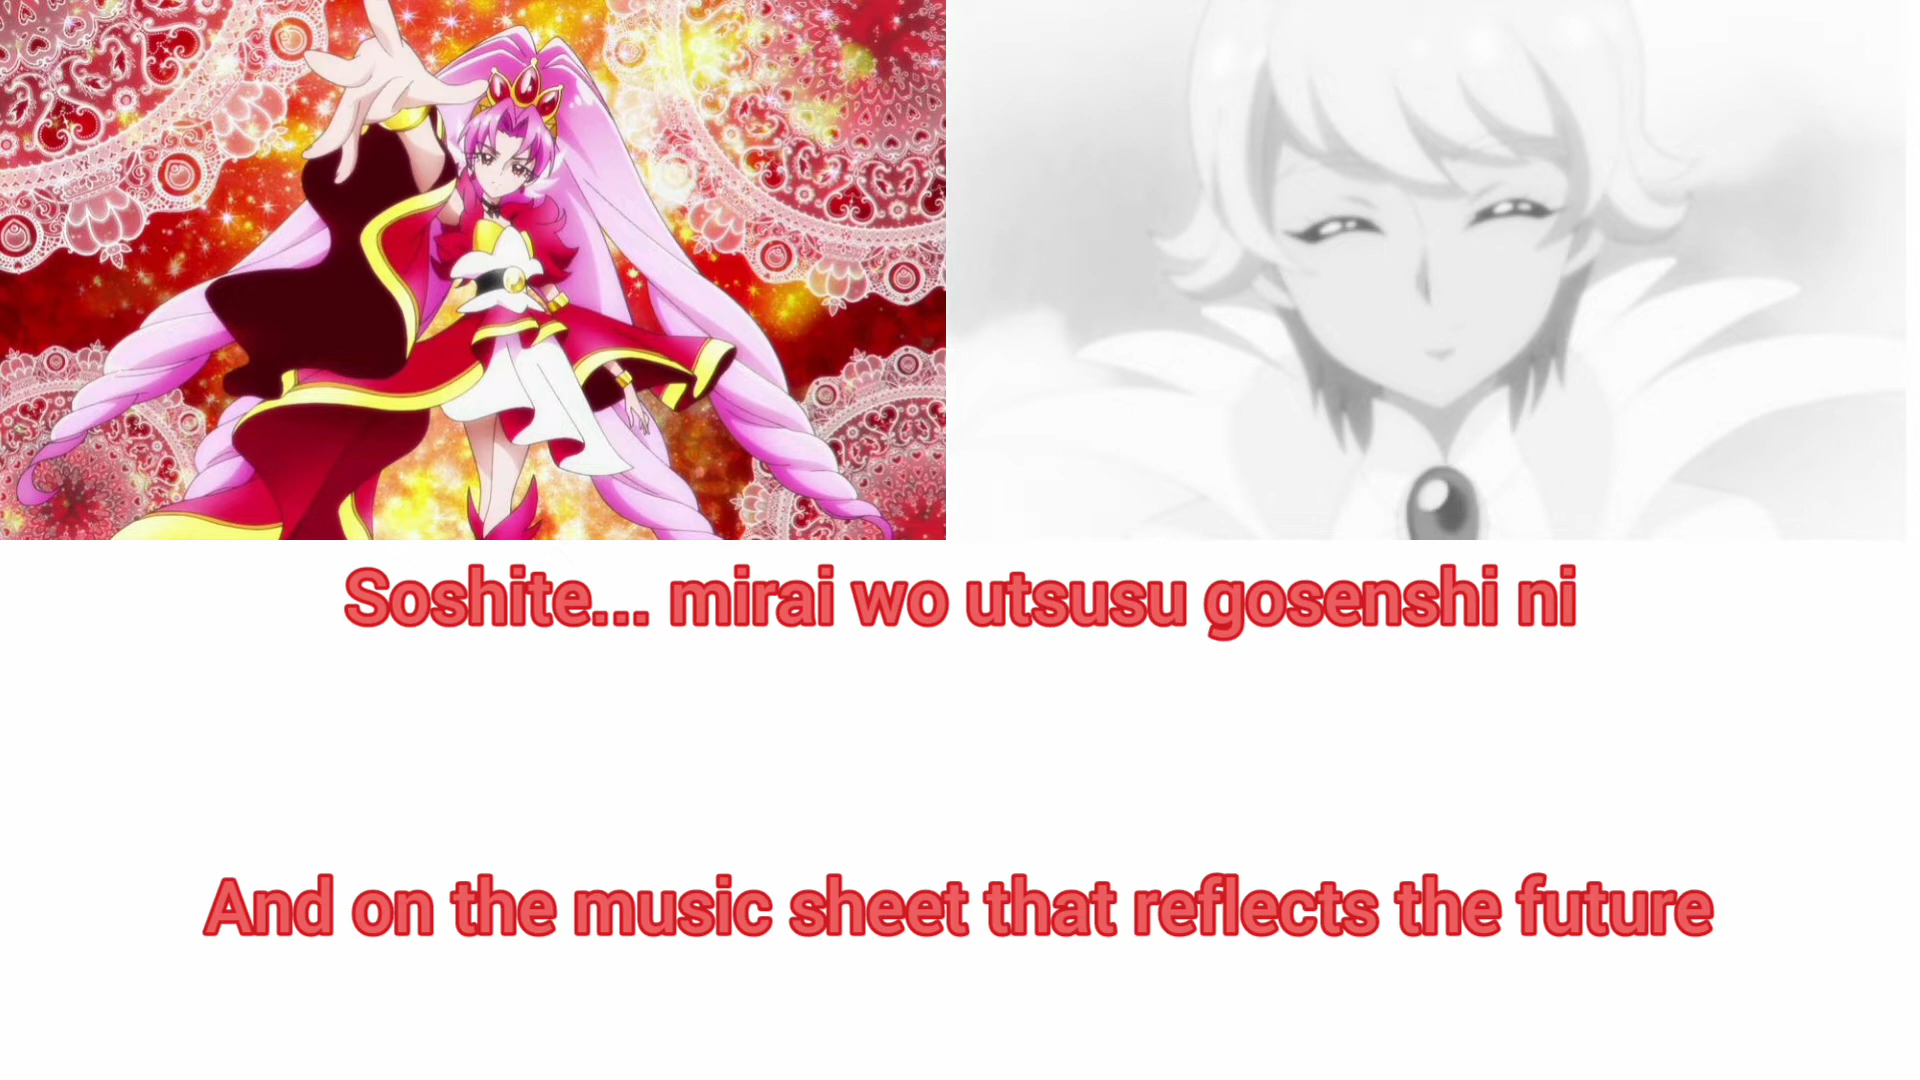 Soshite... mirai wo utsusu gosenshi ni
And on the music sheet that reflects the future